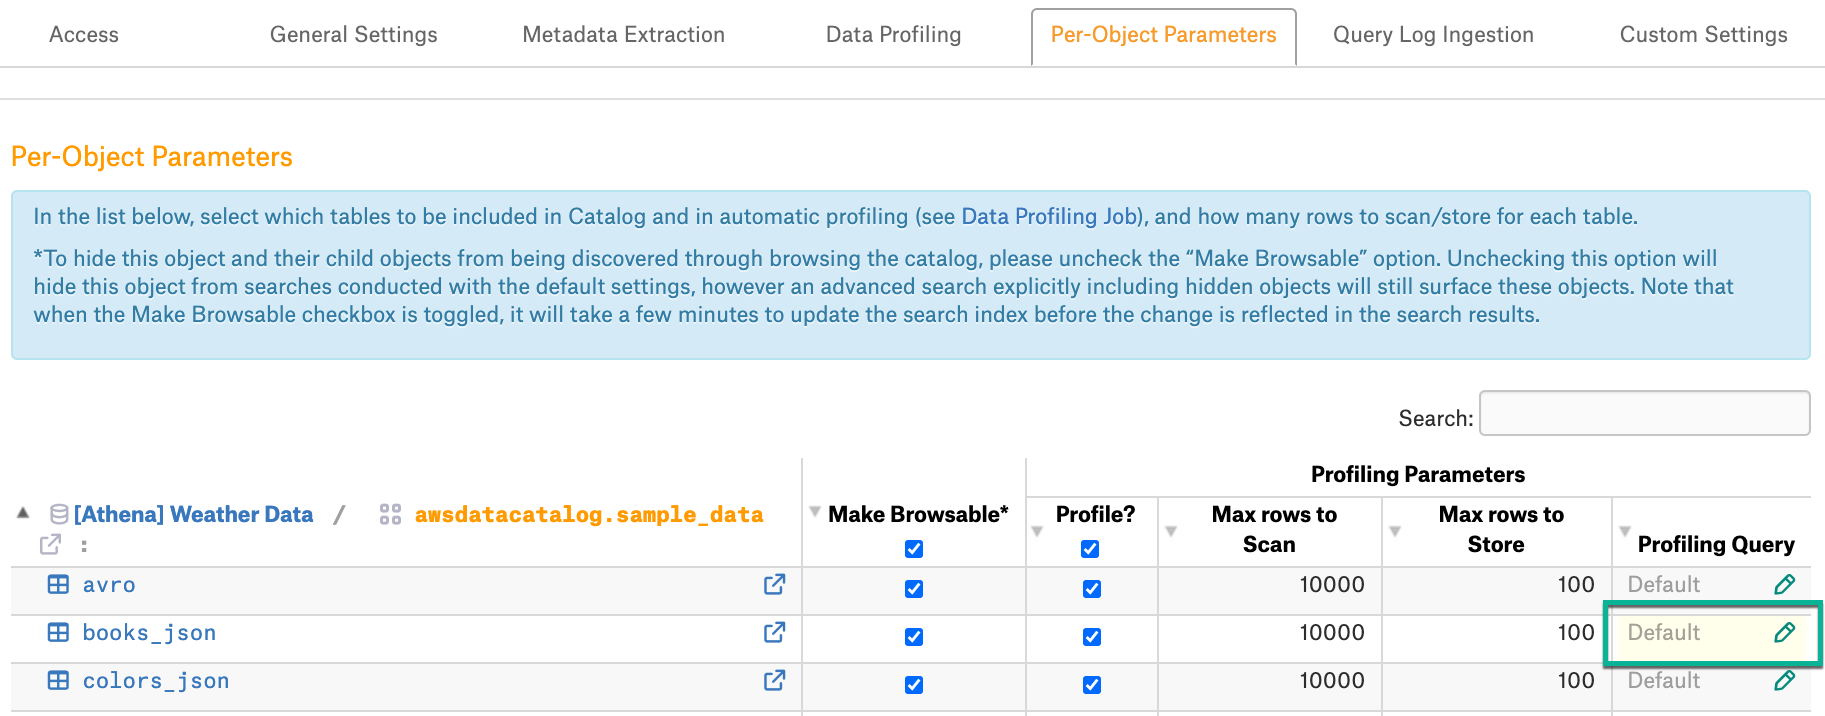 Access General Settings Metadata Extraction Data Profiling Per-Object Parameters Query Log Ingestion Custom Settings
Per-Object Parameters
In the list below, select which tables to be included in Catalog and in automatic profiling (see Data Profiling Job), and how many rows to scan/store for each table.
*To hide this object and their child objects from being discovered through browsing the catalog, please uncheck the “Make Browsable” option. Unchecking this option will
hide this object from searches conducted with the default settings, however an advanced search explicitly including hidden objects will still surface these objects. Note that
when the Make Browsable checkbox is toggled, it will take a few minutes to update the search index before the change is reflected in the search results.
Search:
Profiling Parameters
[Athena] Weather Data / awsdatacatalog.sample_data Make Browsable* Profile? Max rows to Max rows to
: Scan Store Profiling Query
avro 10000 100 Default
books_json 10000 100 Default
colors_json 10000 100 Default